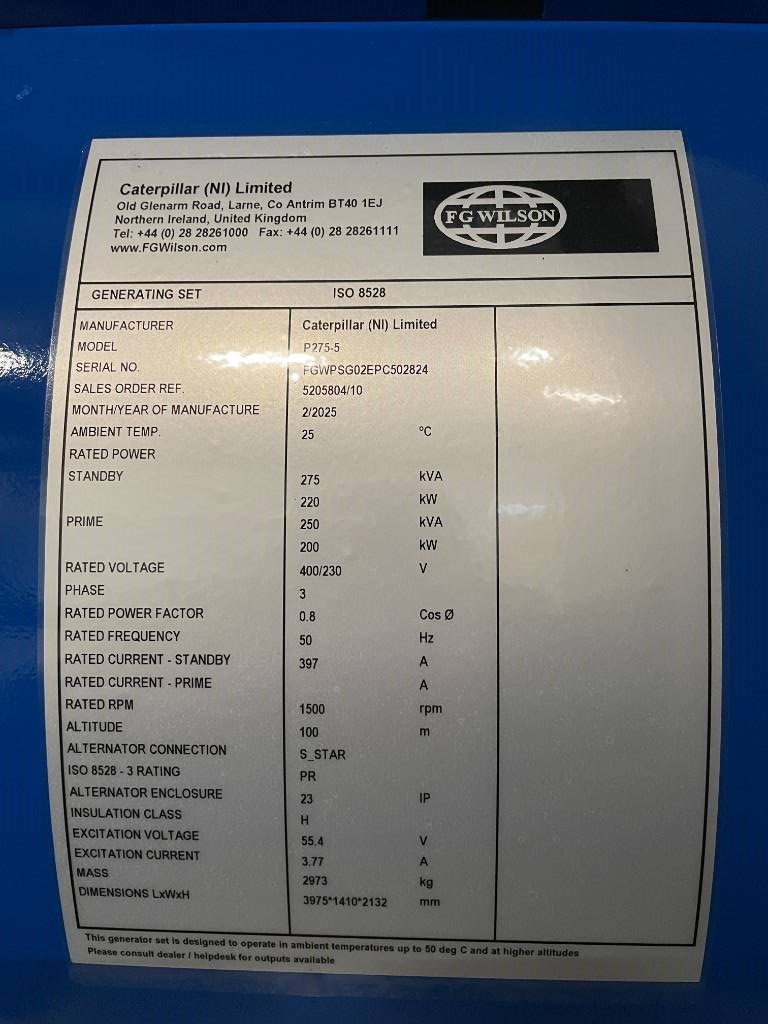 Caterpillar (NI) Limited
Old Glenarm Road, Larne, Co Antrim BT40 1EJ
Northern Ireland, United Kingdom
Tel: +44 (0) 28 28261000 Fax: +44 (0) 28 28261111
www.FGWilson.com
FG WILSON
GENERATING SET ISO 8528
MANUFACTURER Caterpillar (NI) Limited
MODEL P275-5
SERIAL NO. FGWPSG02EPC502824
SALES ORDER REF. 5205804/10
MONTH/YEAR OF MANUFACTURE 2/2025
AMBIENT TEMP. 25 ºC
RATED POWER
STANDBY 275 kVA
220 kW
PRIME 250 kVA
200 kW
RATED VOLTAGE 400/230 V
PHASE 3
RATED POWER FACTOR 0.8 Cos Ø
RATED FREQUENCY 50 Hz
RATED CURRENT - STANDBY 397 A
RATED CURRENT - PRIME A
RATED RPM 1500 rpm
ALTITUDE 100 m
ALTERNATOR CONNECTION S_STAR
ISO 8528 - 3 RATING PR
ALTERNATOR ENCLOSURE 23 IP
INSULATION CLASS H
EXCITATION VOLTAGE 55.4 V
EXCITATION CURRENT 3.77 A
MASS 2973 kg
DIMENSIONS LxWxH 3975*1410*2132 mm
This generator set is designed to operate in ambient temperatures up to 50 deg C and at higher altitudes
Please consult dealer / helpdesk for outputs available